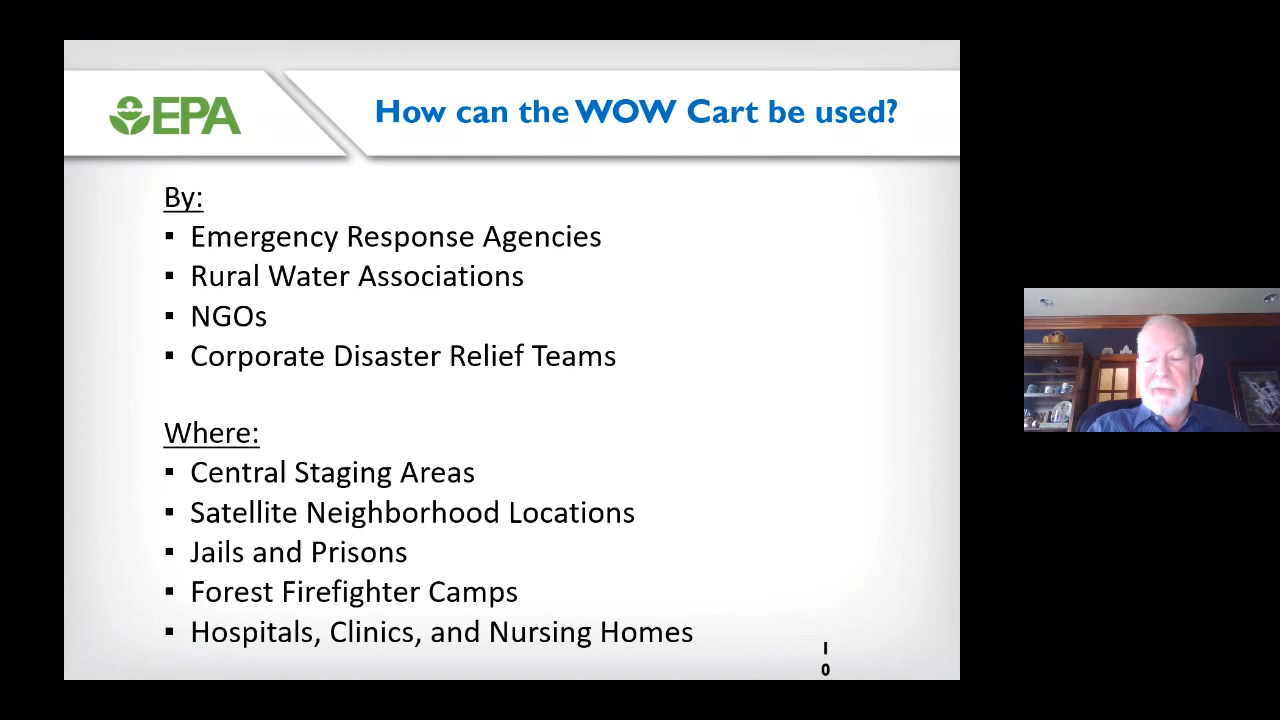 EPA
How can the WOW Cart be used?
By:
▪ Emergency Response Agencies
▪ Rural Water Associations
▪ NGOs
▪ Corporate Disaster Relief Teams
Where:
▪ Central Staging Areas
▪ Satellite Neighborhood Locations
▪ Jails and Prisons
▪ Forest Firefighter Camps
▪ Hospitals, Clinics, and Nursing Homes
1
0